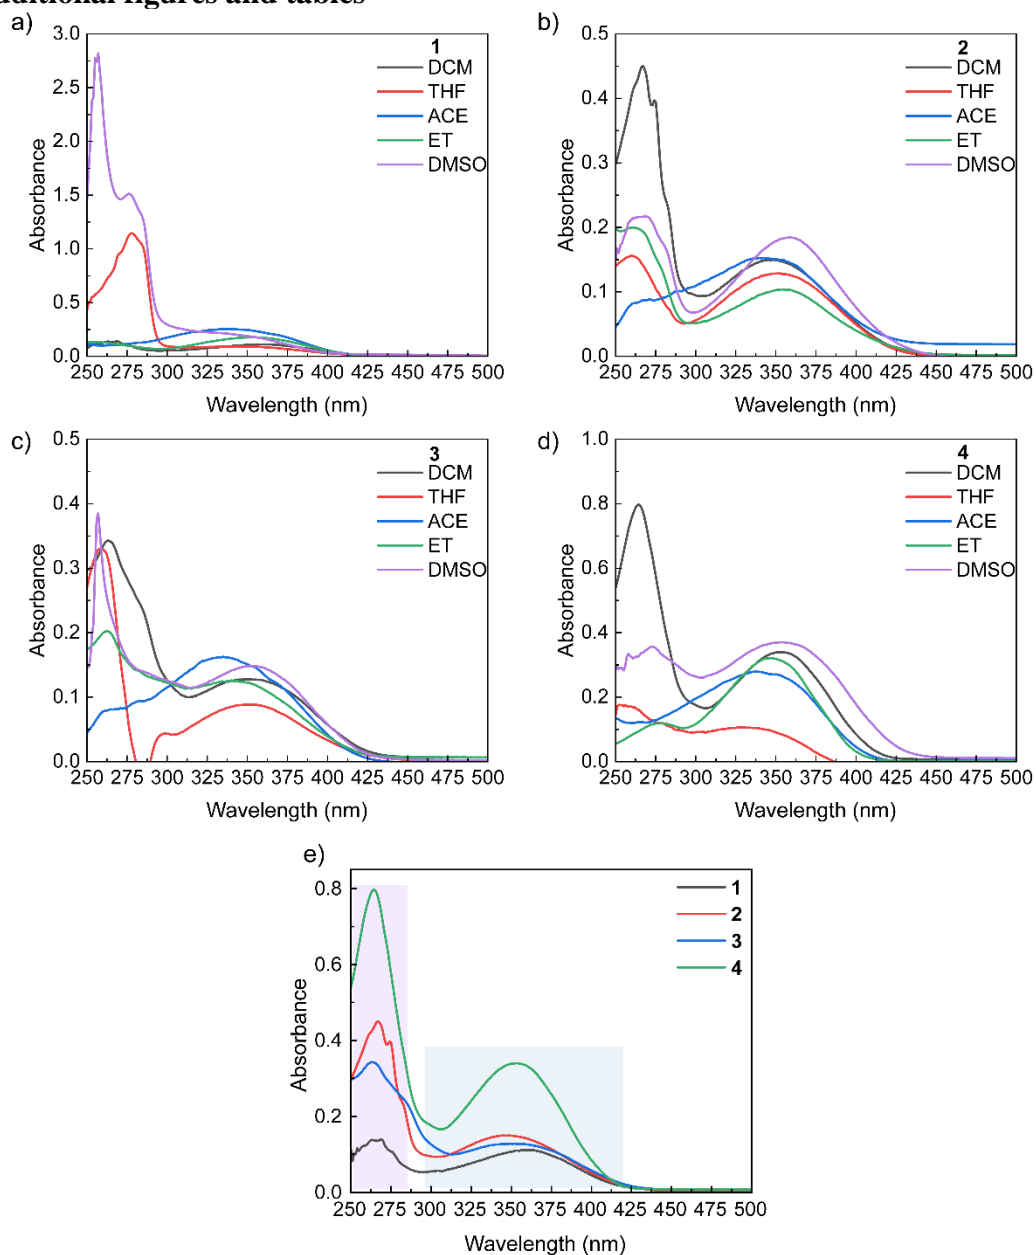 ditional figures and tables
a)
1
DCM
THF
ACE
ET
DMSO
3.0
2.5
2.0
1.5
1.0
0.5
0.0
Absorbance
250 275 300 325 350 375 400 425 450 475 500
Wavelength (nm)
b)
2
DCM
THF
ACE
ET
DMSO
0.5
0.4
0.3
0.2
0.1
0.0
Absorbance
250 275 300 325 350 375 400 425 450 475 500
Wavelength (nm)
c)
3
DCM
THF
ACE
ET
DMSO
0.5
0.4
0.3
0.2
0.1
0.0
Absorbance
250 275 300 325 350 375 400 425 450 475 500
Wavelength (nm)
d)
4
DCM
THF
ACE
ET
DMSO
1.0
0.8
0.6
0.4
0.2
0.0
Absorbance
250 275 300 325 350 375 400 425 450 475 500
Wavelength (nm)
e)
1
2
3
4
0.8
0.6
0.4
0.2
0.0
Absorbance
250 275 300 325 350 375 400 425 450 475 500
Wavelength (nm)